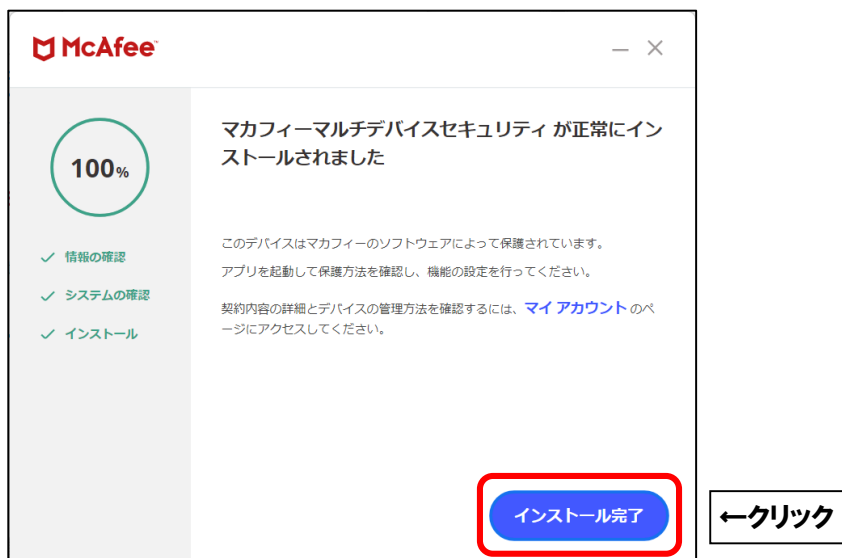 McAfee
マカフィーマルチデバイスセキュリティ が正常にイン
ストールされました
100%
✓ 情報の確認
✓ システムの確認
✓ インストール
このデバイスはマカフィーのソフトウェアによって保護されています。
アプリを起動して保護方法を確認し、機能の設定を行ってください。
契約内容の詳細とデバイスの管理方法を確認するには、マイ アカウント のペ
ージにアクセスしてください。
インストール完了
←クリック